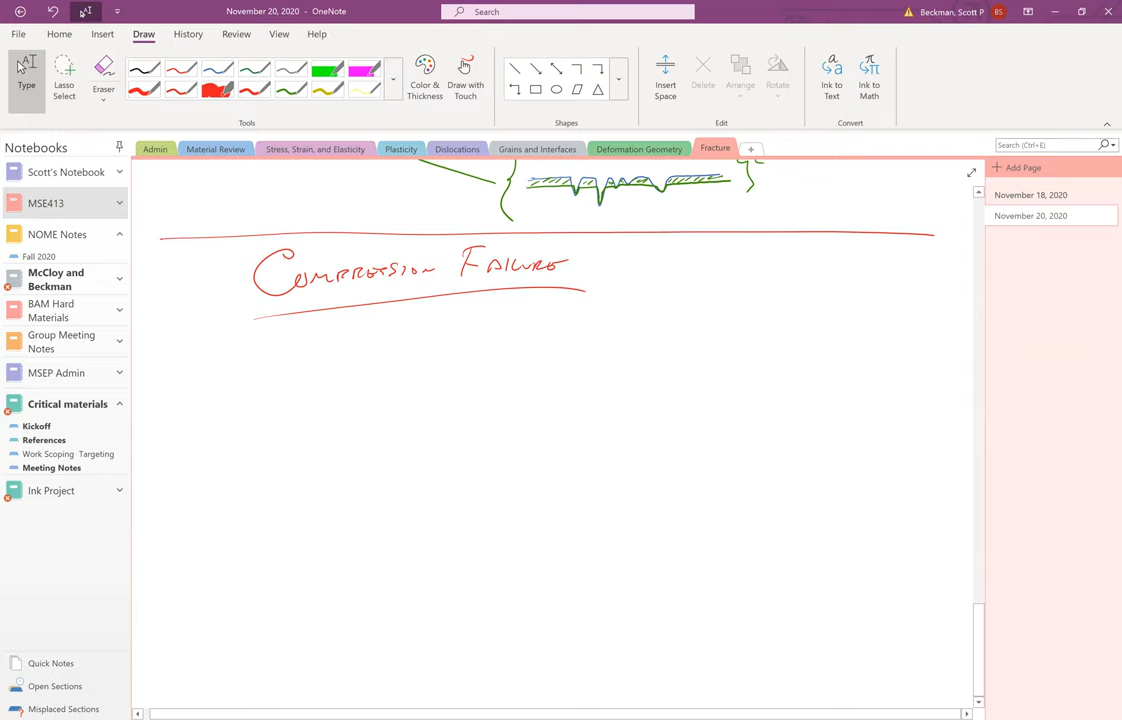 November 20, 2020 - OneNote
Search
Beckman, Scott P
BS
File Home Insert Draw History Review View Help
Type
Lasso Select
Eraser
Color & Thickness
Draw with Touch
Insert Space
Delete
Arrange
Rotate
Ink to Text
Ink to Math
Tools
Shapes
Edit
Convert
Notebooks
Admin Material Review Stress, Strain, and Elasticity Plasticity Dislocations Grains and Interfaces Deformation Geometry Fracture
Search (Ctrl+E)
Add Page
November 18, 2020
November 20, 2020
Scott's Notebook
MSE413
NOME Notes
Fall 2020
McCloy and Beckman
BAM Hard Materials
Group Meeting Notes
MSEP Admin
Critical materials
Kickoff
References
Work Scoping Targeting
Meeting Notes
Ink Project
Quick Notes
Open Sections
Misplaced Sections
COMPRESSION FAILURE